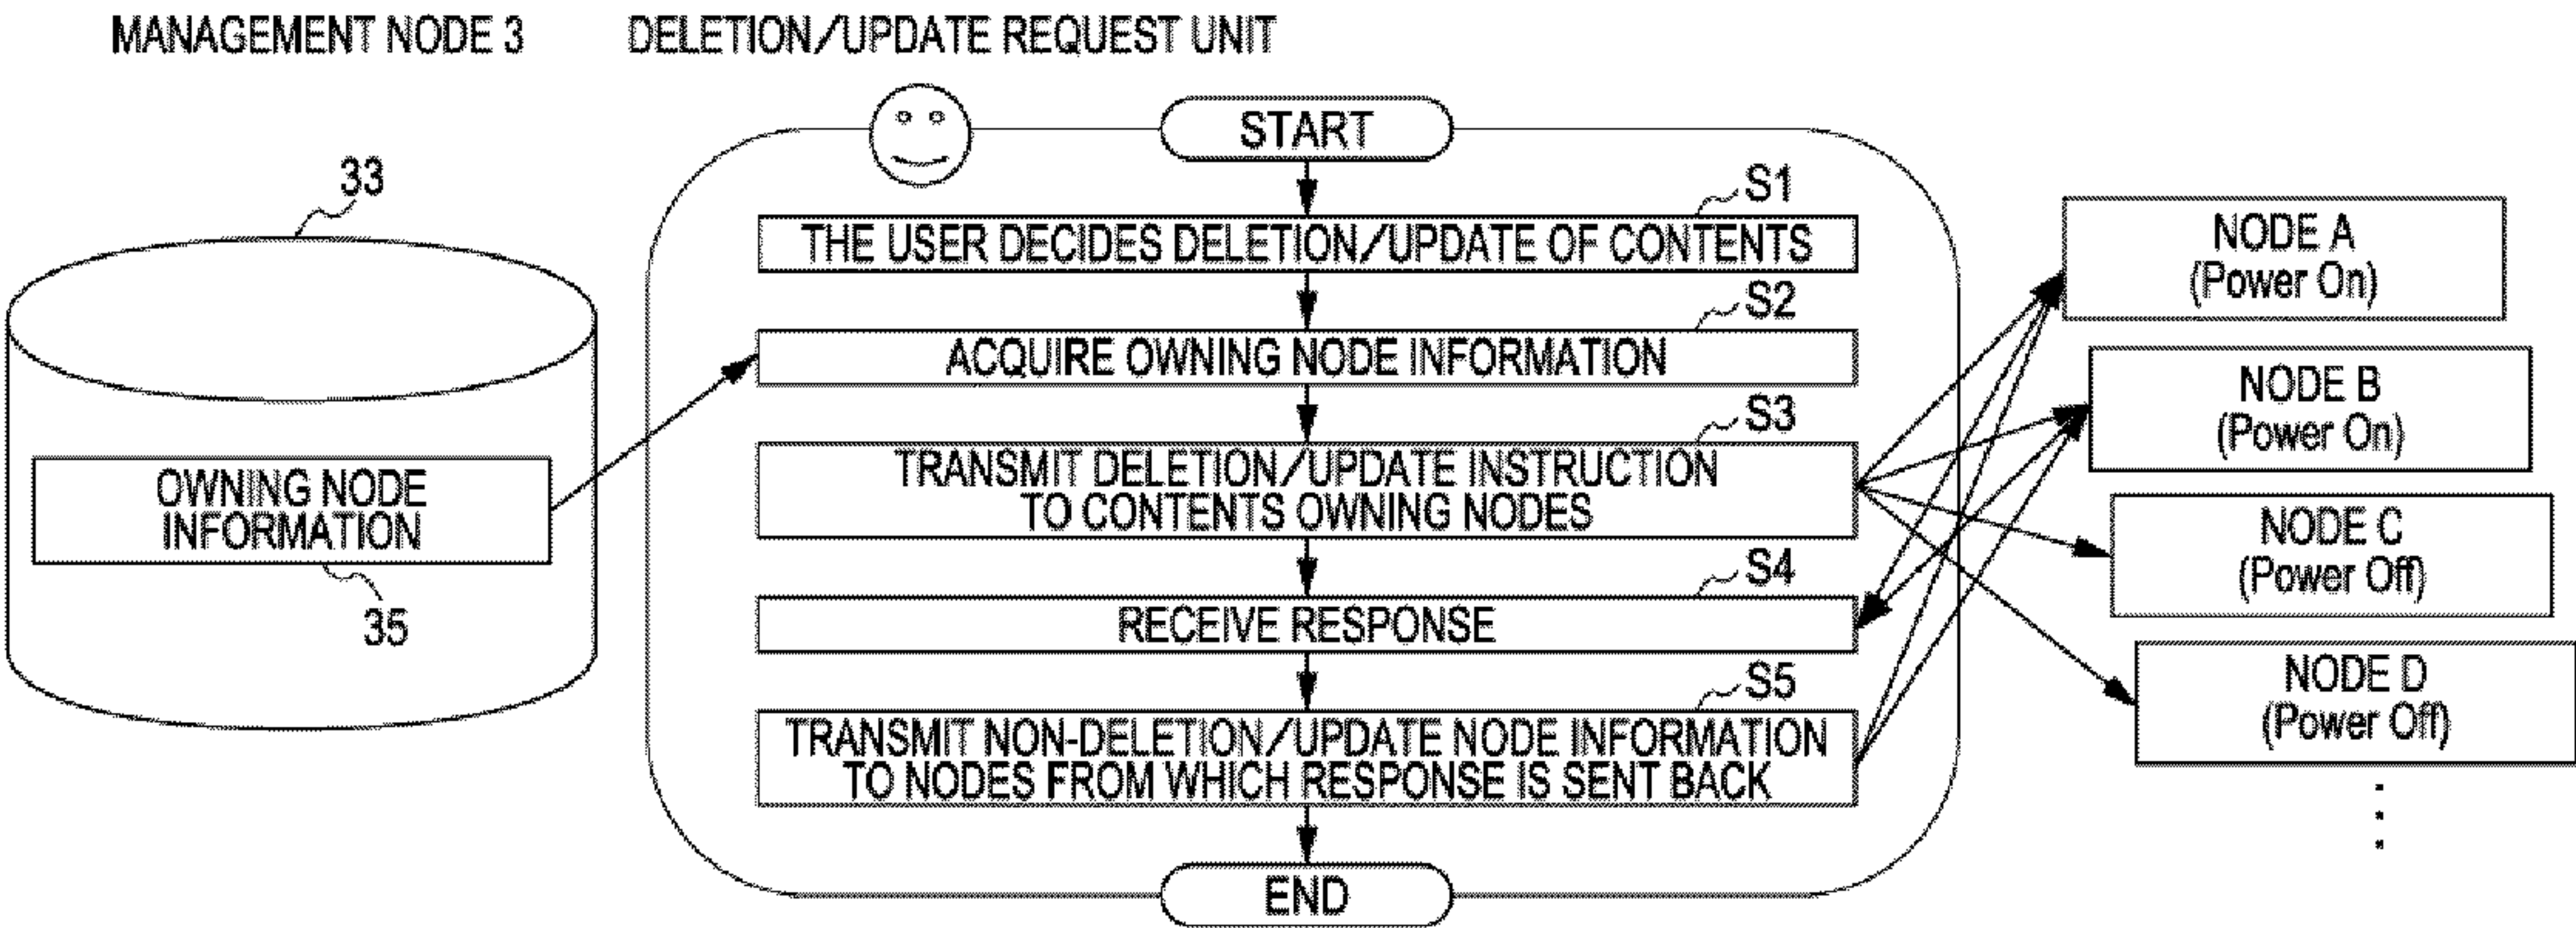 MANAGEMENT NODE 3
DELETION/UPDATE REQUEST UNIT
START
33
S1
THE USER DECIDES DELETION/UPDATE OF CONTENTS
S2
ACQUIRE OWNING NODE INFORMATION
S3
TRANSMIT DELETION/UPDATE INSTRUCTION
TO CONTENTS OWNING NODES
OWNING NODE
INFORMATION
35
S4
RECEIVE RESPONSE
S5
TRANSMIT NON-DELETION/UPDATE NODE INFORMATION
TO NODES FROM WHICH RESPONSE IS SENT BACK
END
NODE A
(Power On)
NODE B
(Power On)
NODE C
(Power Off)
NODE D
(Power Off)